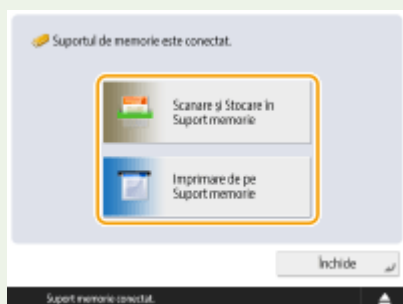 Suportul de memorie este conectat.
Scanare și Stocare în
Suport memorie
Imprimare de pe
Suport memorie
Închide
Suport memorie conectat.